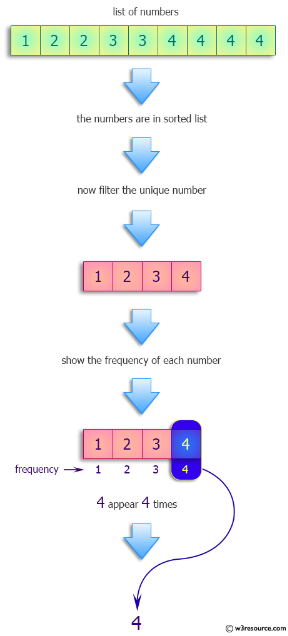 list of numbers
1 2 2 3 3 4 4 4 4
the numbers are in sorted list
now filter the unique number
1 2 3 4
show the frequency of each number
1 2 3 4
frequency 1 2 3 4
4 appear 4 times
4
© w3resource.com